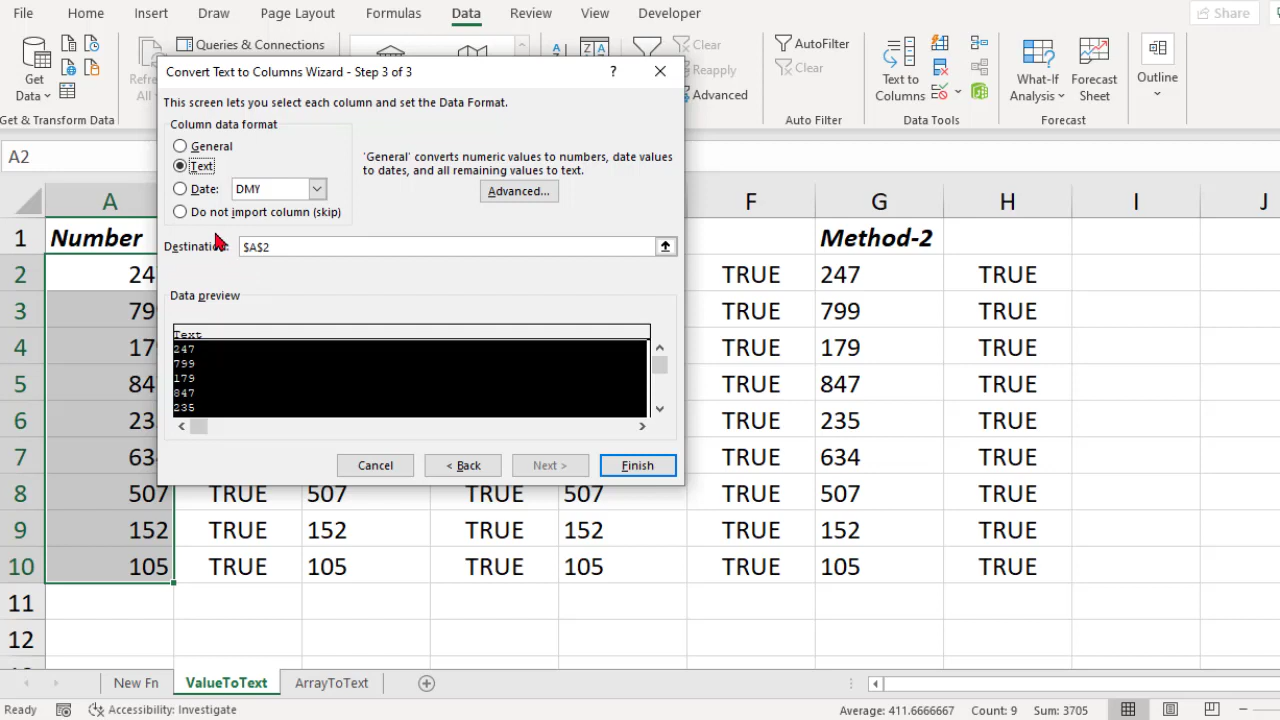 File Home Insert Draw Page Layout Formulas Data Review View Developer Share
Queries & Connections
Get
Data
All
Get & Transform Data
Clear
Reapply
Advanced
AutoFilter
Clear
Auto Filter
Text to
Columns
Data Tools
What-If
Analysis
Forecast
Sheet
Forecast
Outline
Convert Text to Columns Wizard - Step 3 of 3
?
This screen lets you select each column and set the Data Format.
Column data format
General
Text
Date: DMY
Do not import column (skip)
'General' converts numeric values to numbers, date values
to dates, and all remaining values to text.
Advanced...
Destination: $A$2
Data preview
Text
247
799
179
847
235
Cancel < Back Next > Finish
A2
A F G H I J
1 Number Method-2
2 24 TRUE 247 TRUE
3 799 TRUE 799 TRUE
4 179 TRUE 179 TRUE
5 847 TRUE 847 TRUE
6 23 TRUE 235 TRUE
7 634 TRUE 634 TRUE
8 507 TRUE 507 TRUE 507 TRUE 507 TRUE
9 152 TRUE 152 TRUE 152 TRUE 152 TRUE
10 105 TRUE 105 TRUE 105 TRUE 105 TRUE
11
12
New Fn ValueToText ArrayToText
Ready Accessibility: Investigate Average: 411.6666667 Count: 9 Sum: 3705